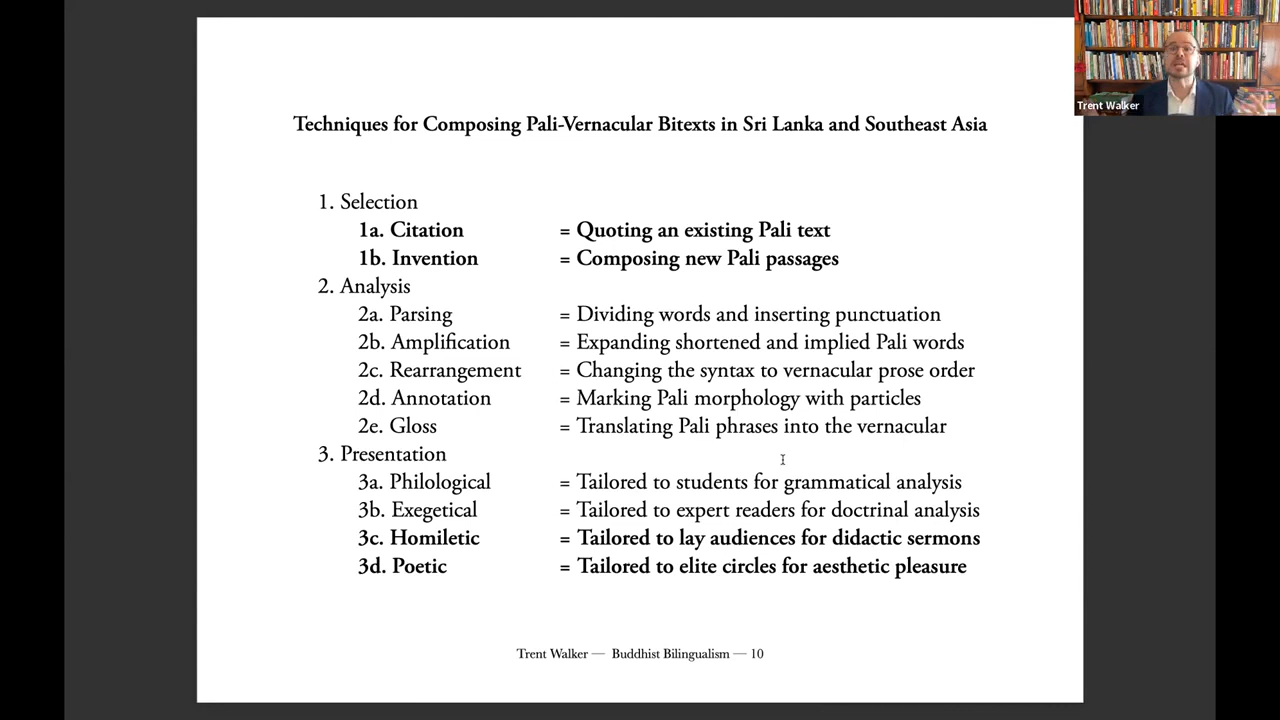 Techniques for Composing Pali-Vernacular Bitexts in Sri Lanka and Southeast Asia
1. Selection
1a. Citation = Quoting an existing Pali text
1b. Invention = Composing new Pali passages
2. Analysis
2a. Parsing = Dividing words and inserting punctuation
2b. Amplification = Expanding shortened and implied Pali words
2c. Rearrangement = Changing the syntax to vernacular prose order
2d. Annotation = Marking Pali morphology with particles
2e. Gloss = Translating Pali phrases into the vernacular
3. Presentation
3a. Philological = Tailored to students for grammatical analysis
3b. Exegetical = Tailored to expert readers for doctrinal analysis
3c. Homiletic = Tailored to lay audiences for didactic sermons
3d. Poetic = Tailored to elite circles for aesthetic pleasure
Trent Walker — Buddhist Bilingualism — 10
Trent Walker